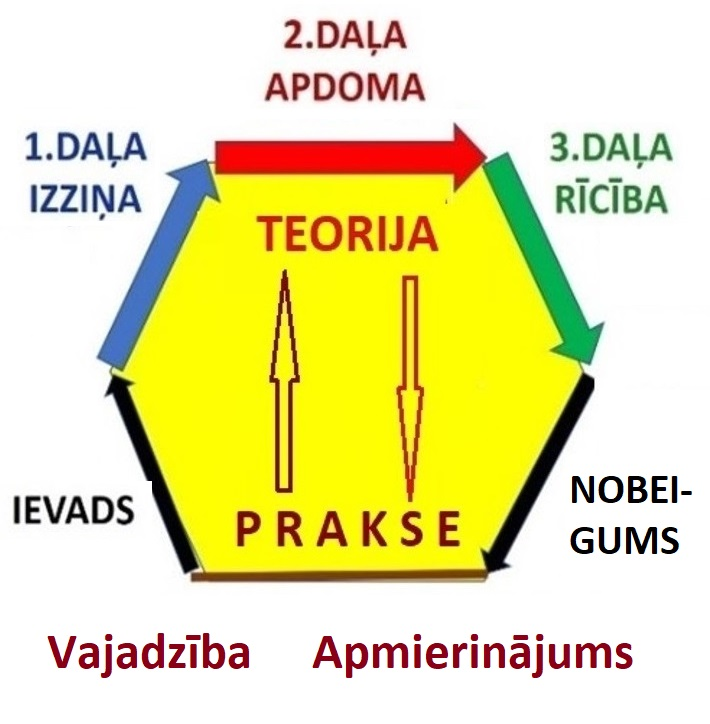 2.DAĻA
APDOMA
1.DAĻA
IZZIŅA
3.DAĻA
RĪCĪBA
TEORIJA
IEVADS
PRAKSE
NOBEI-
GUMS
Vajadzība
Apmierinājums